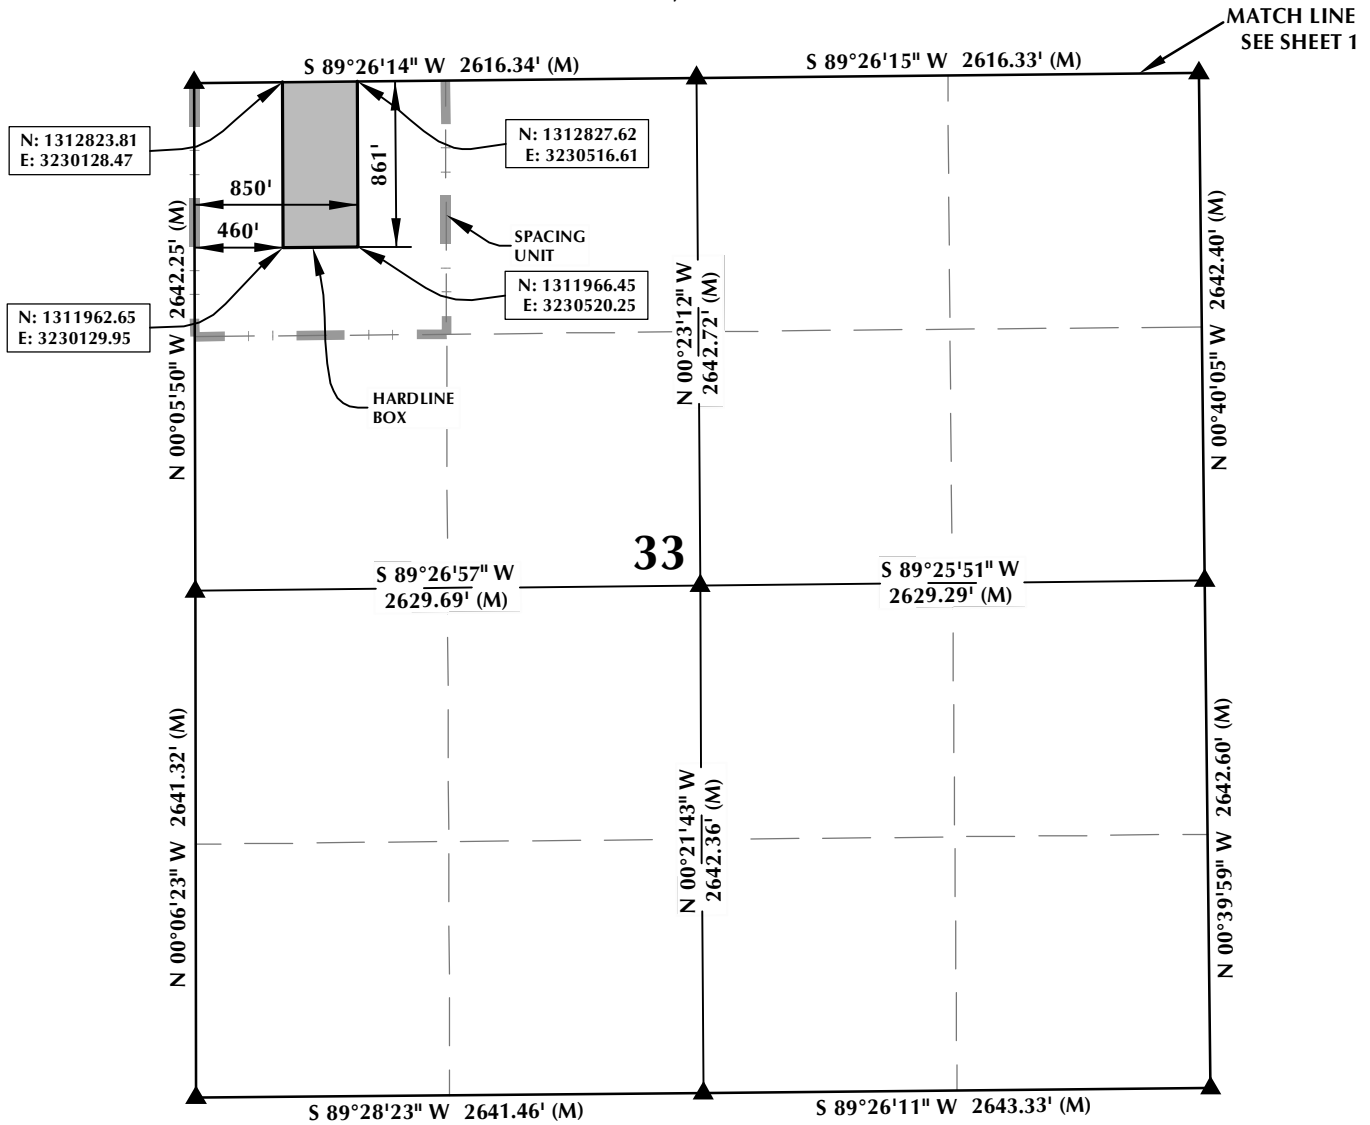 MATCH LINE
SEE SHEET 1
S 89°26'14" W 2616.34' (M)
S 89°26'15" W 2616.33' (M)
N: 1312823.81
E: 3230128.47
N: 1312827.62
E: 3230516.61
861'
850'
460'
SPACING
UNIT
N: 1311966.45
E: 3230520.25
N: 1311962.65
E: 3230129.95
HARDLINE
BOX
N 00°05'50" W 2642.25' (M)
N 00°23'12" W
2642.72' (M)
N 00°40'05" W 2642.40' (M)
33
S 89°26'57" W
2629.69' (M)
S 89°25'51" W
2629.29' (M)
N 00°06'23" W 2641.32' (M)
N 00°21'43" W
2642.36' (M)
N 00°39'59" W 2642.60' (M)
S 89°28'23" W 2641.46' (M)
S 89°26'11" W 2643.33' (M)